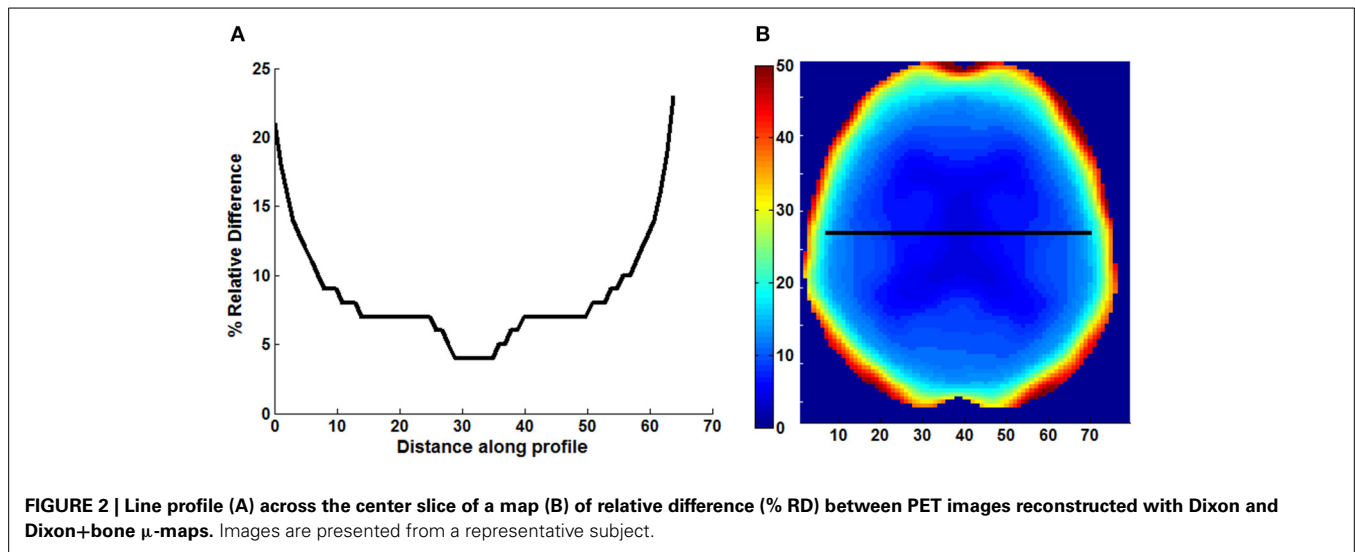 A
25
20
15
10
5
0
% Relative Difference
0 10 20 30 40 50 60 70
Distance along profile
B
50
40
30
20
10
0
10 20 30 40 50 60 70
FIGURE 2 | Line profile (A) across the center slice of a map (B) of relative difference (% RD) between PET images reconstructed with Dixon and
Dixon+bone μ-maps. Images are presented from a representative subject.